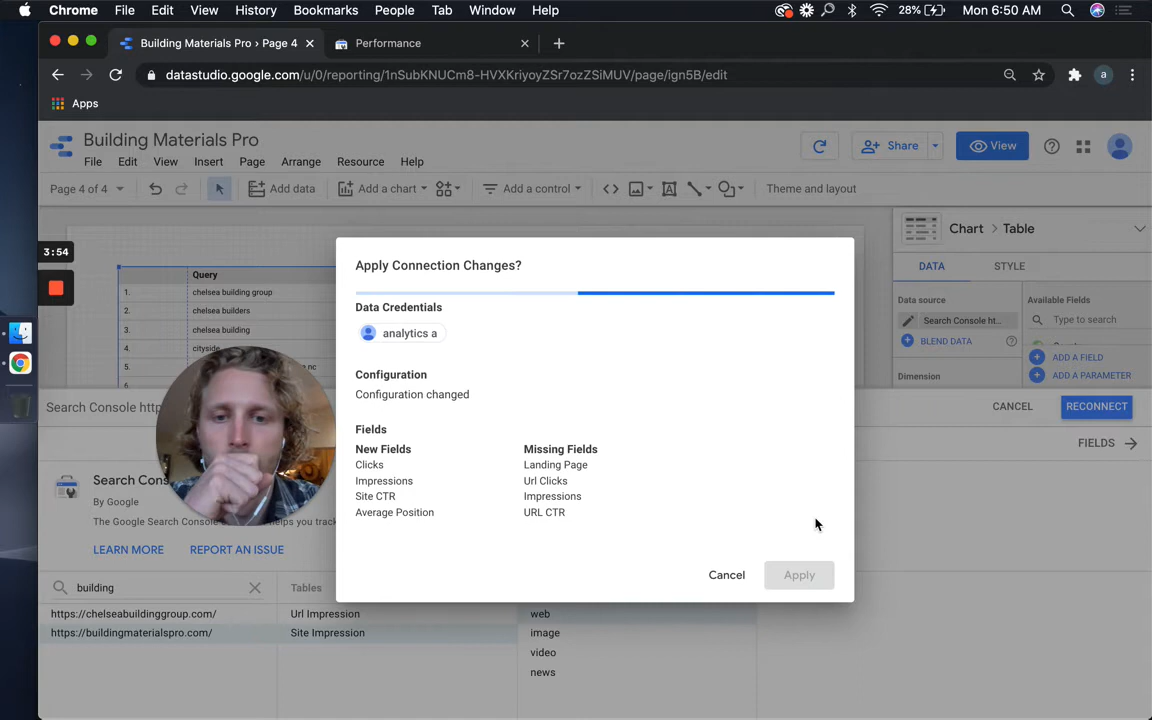 Chrome File Edit View History Bookmarks People Tab Window Help 28% Mon 6:50 AM
Building Materials Pro › Page 4 Performance
datastudio.google.com/u/0/reporting/1nSubKNUCm8-HVXKriyoyZSr7ozZSiMUV/page/ign5B/edit a
Apps
Building Materials Pro
Share View
File Edit View Insert Page Arrange Resource Help
Page 4 of 4 Add data Add a chart Add a control Theme and layout
Chart > Table
3:54
Apply Connection Changes?
DATA STYLE
Query
1. chelsea building group
2. chelsea builders
3. chelsea building
4. cityside
5. nc
6.
Data source Available Fields
Search Console ht... Type to search
BLEND DATA
ADD A FIELD
Dimension ADD A PARAMETER
Data Credentials
analytics a
Configuration
Configuration changed
Fields
New Fields Missing Fields
Clicks Landing Page
Impressions Url Clicks
Site CTR Impressions
Average Position URL CTR
Cancel Apply
Search Console http
CANCEL RECONNECT
FIELDS
Search Cons
By Google
The Google Search Console helps you track
LEARN MORE REPORT AN ISSUE
building Tables
https://chelseabuildinggroup.com/ Url Impression web
https://buildingmaterialspro.com/ Site Impression image
video
news